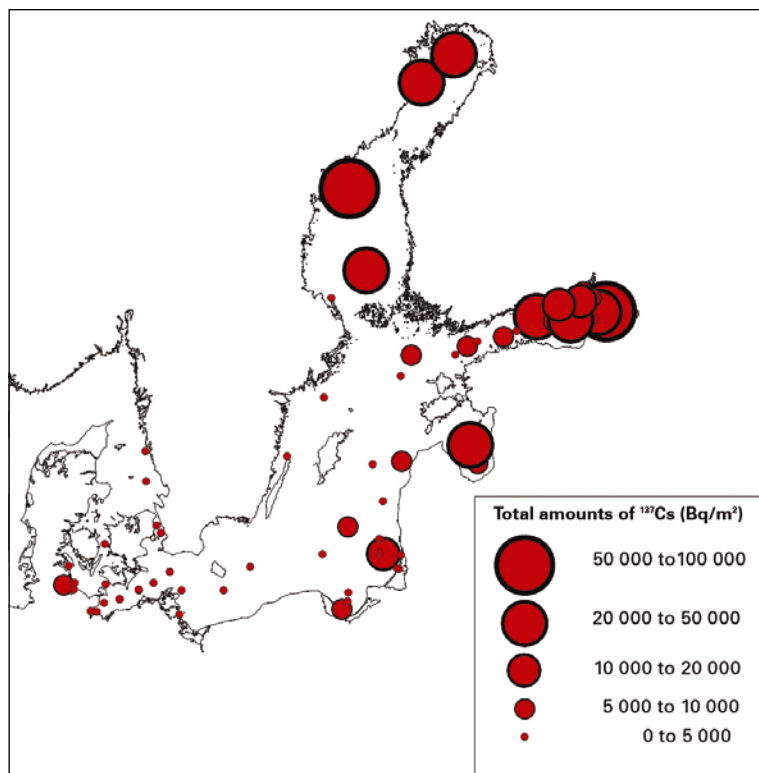 Total amounts of ¹³⁷Cs (Bq/m²)
50 000 to100 000
20 000 to 50 000
10 000 to 20 000
5 000 to 10 000
0 to 5 000